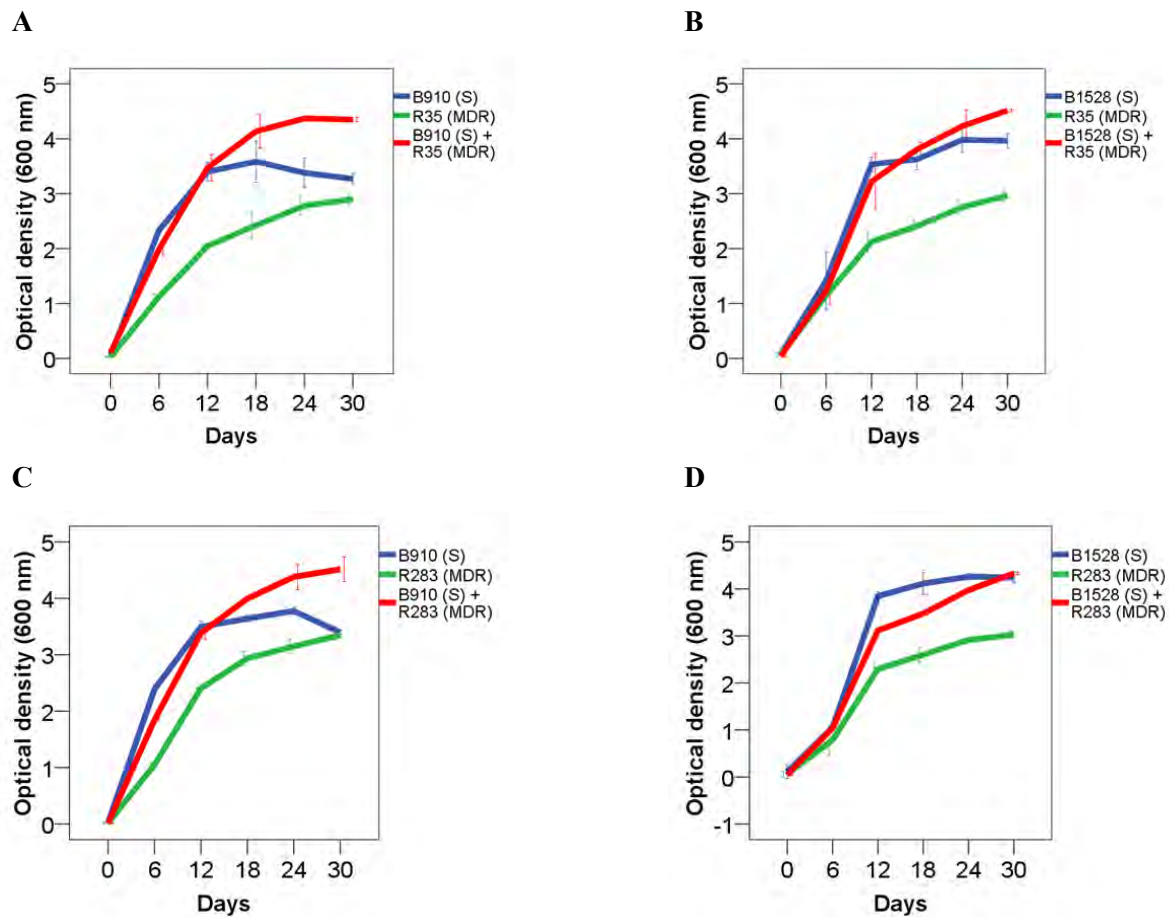 A
Optical density (600 nm)
5
4
3
2
1
0
0 6 12 18 24 30
Days
B910 (S)
R35 (MDR)
B910 (S) +
R35 (MDR)
B
Optical density (600 nm)
5
4
3
2
1
0
0 6 12 18 24 30
Days
B1528 (S)
R35 (MDR)
B1528 (S) +
R35 (MDR)
C
Optical density (600 nm)
5
4
3
2
1
0
0 6 12 18 24 30
Days
B910 (S)
R283 (MDR)
B910 (S) +
R283 (MDR)
D
Optical density (600 nm)
5
4
3
2
1
0
-1
0 6 12 18 24 30
Days
B1528 (S)
R283 (MDR)
B1528 (S) +
R283 (MDR)